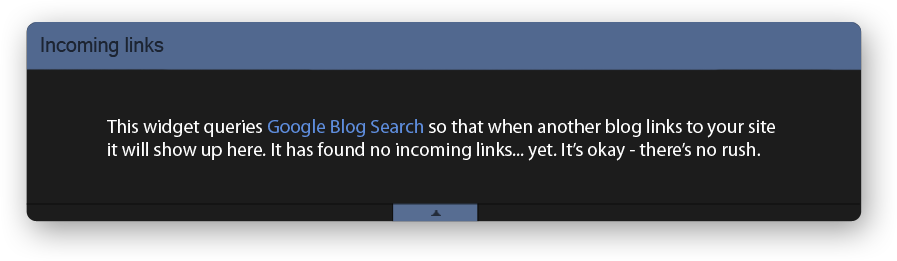 Incoming links
This widget queries Google Blog Search so that when another blog links to your site
it will show up here. It has found no incoming links... yet. It’s okay - there’s no rush.